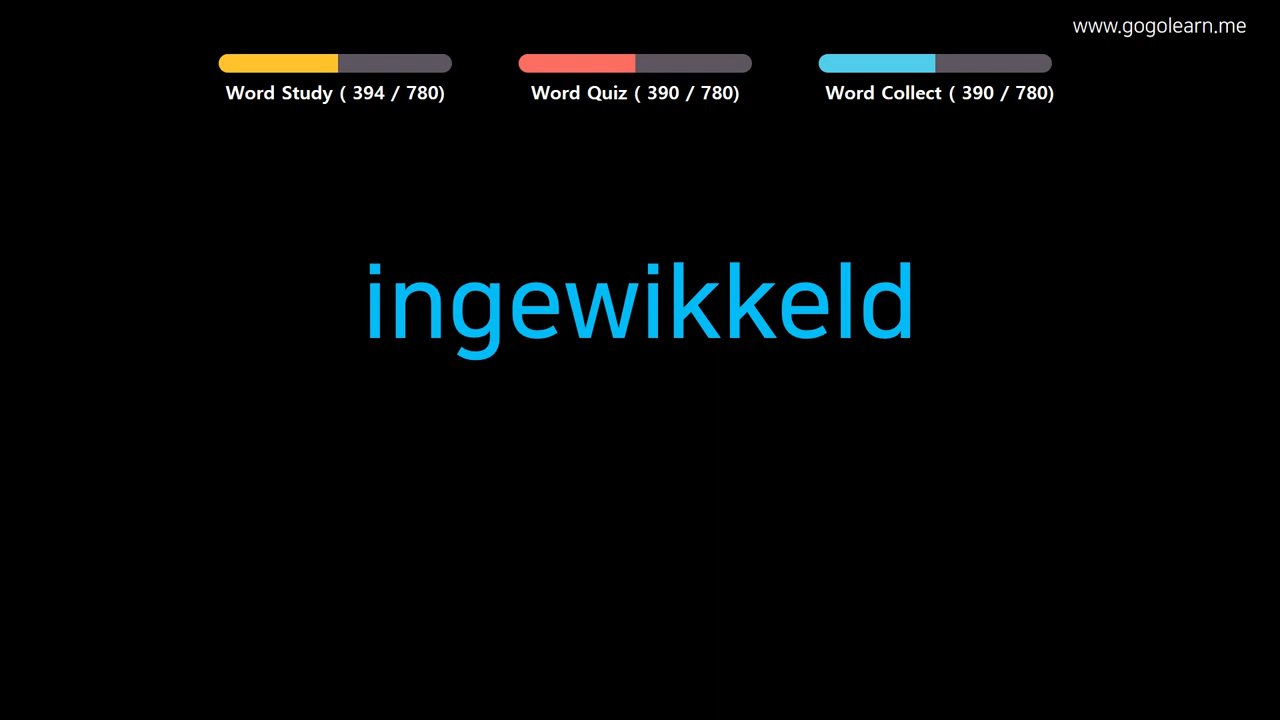 www.gogolearn.me
Word Study ( 394 / 780)
Word Quiz ( 390 / 780)
Word Collect ( 390 / 780)
ingewikkeld